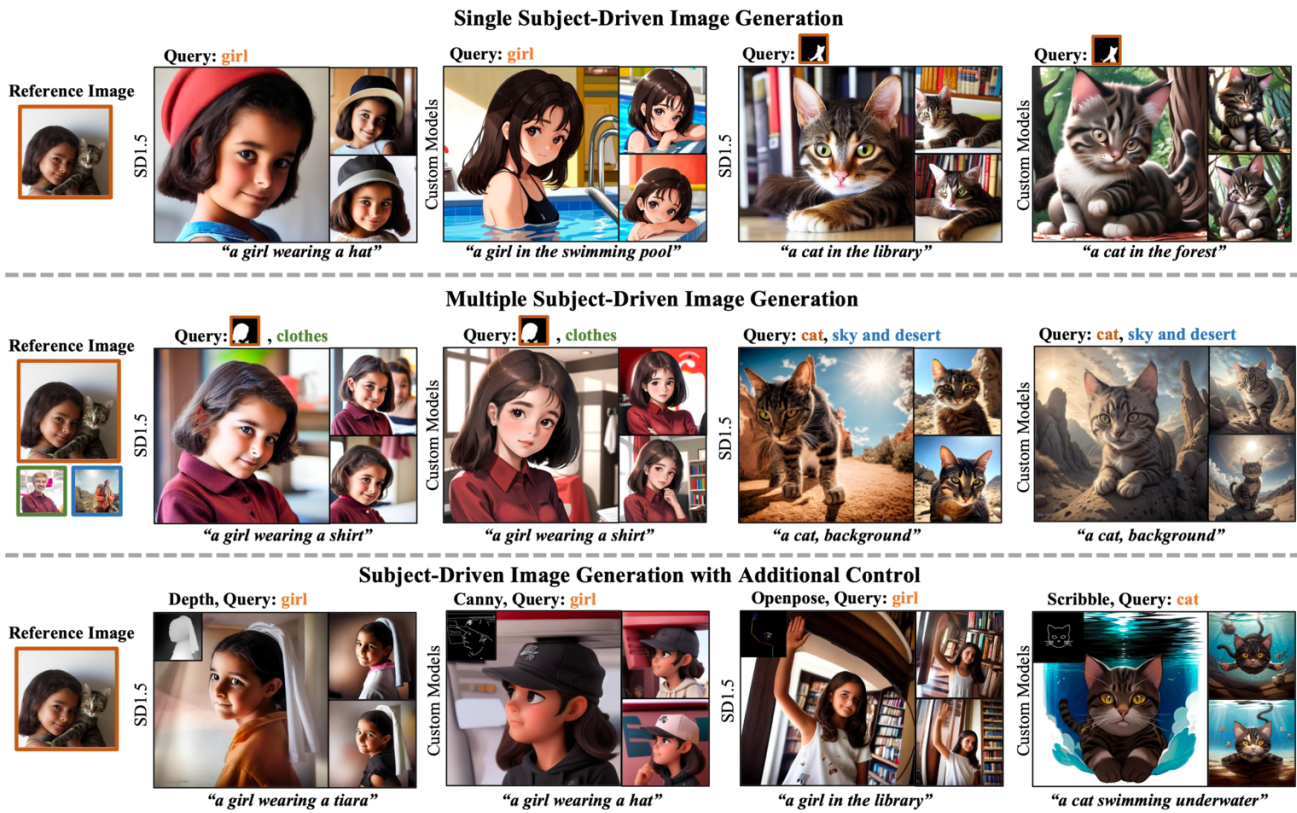 Single Subject-Driven Image Generation
Query: girl
Query: girl
Query:
Query:
Reference Image
SD1.5
Custom Models
SD1.5
Custom Models
“a girl wearing a hat”
“a girl in the swimming pool”
“a cat in the library”
“a cat in the forest”
Multiple Subject-Driven Image Generation
Query: , clothes
Query: , clothes
Query: cat, sky and desert
Query: cat, sky and desert
Reference Image
SD1.5
Custom Models
SD1.5
Custom Models
“a girl wearing a shirt”
“a girl wearing a shirt”
“a cat, background”
“a cat, background”
Subject-Driven Image Generation with Additional Control
Depth, Query: girl
Canny, Query: girl
Openpose, Query: girl
Scribble, Query: cat
Reference Image
SD1.5
Custom Models
SD1.5
Custom Models
“a girl wearing a tiara”
“a girl wearing a hat”
“a girl in the library”
“a cat swimming underwater”